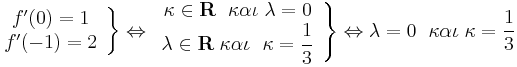 f'(0) = 1
f'(-1) = 2 } ⇔ κ ∈ R και λ = 0
λ ∈ R και κ = 1/3 } ⇔ λ = 0 και κ = 1/3